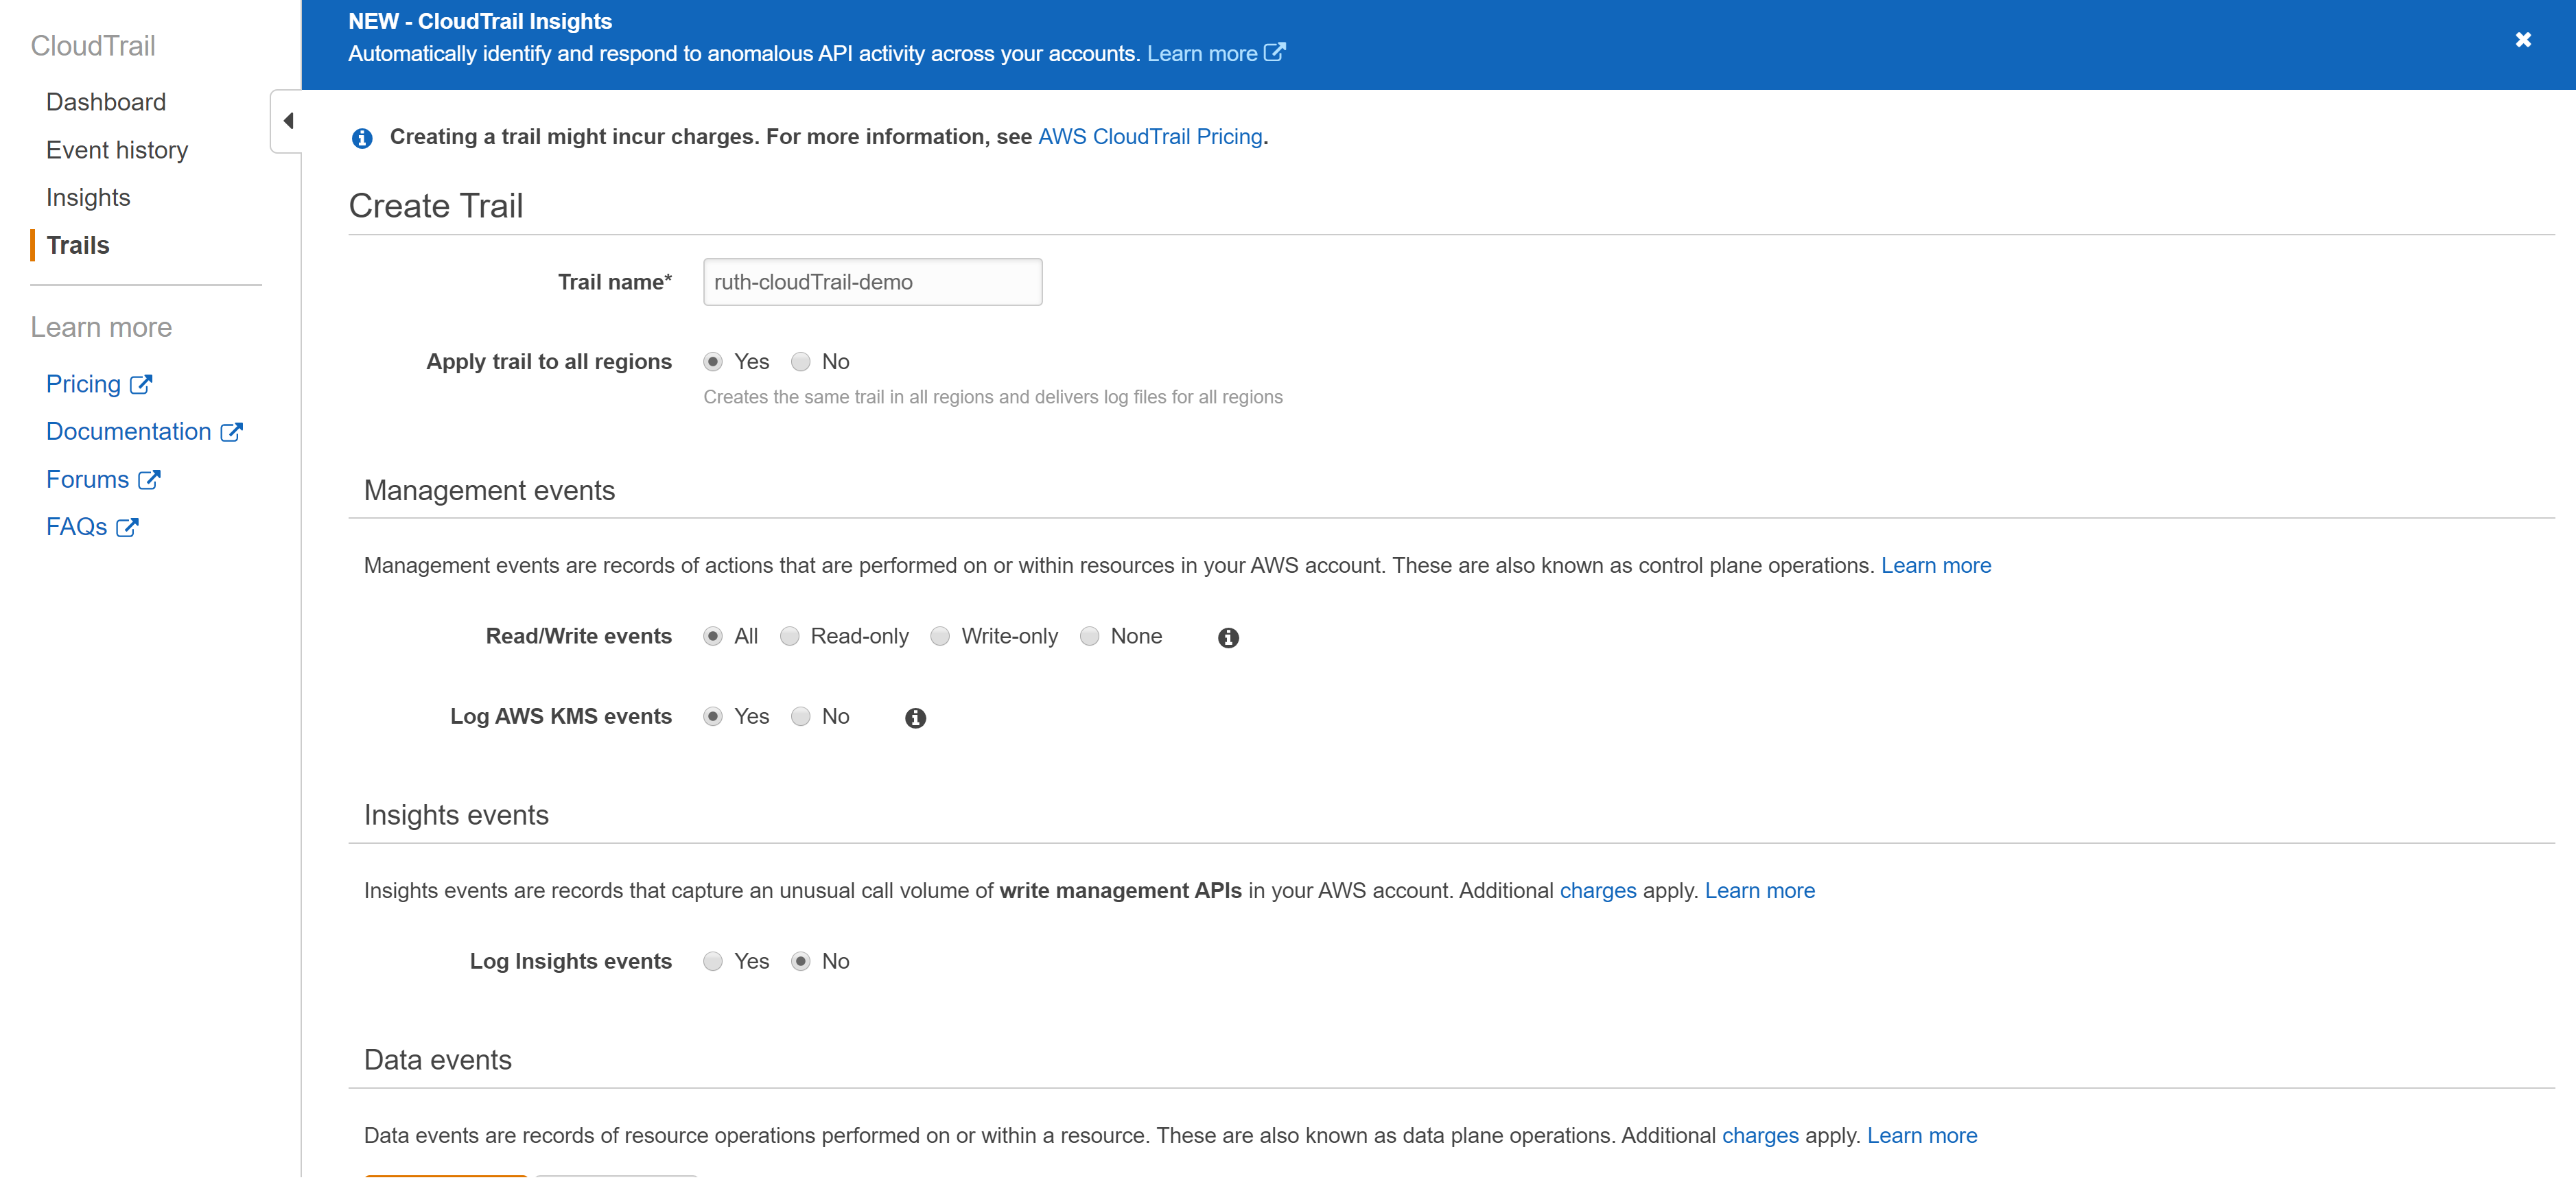 CloudTrail
Dashboard
Event history
Insights
Trails
Learn more
Pricing
Documentation
Forums
FAQs
NEW - CloudTrail Insights
Automatically identify and respond to anomalous API activity across your accounts. Learn more
Creating a trail might incur charges. For more information, see AWS CloudTrail Pricing.
Create Trail
Trail name* ruth-cloudTrail-demo
Apply trail to all regions Yes No
Creates the same trail in all regions and delivers log files for all regions
Management events
Management events are records of actions that are performed on or within resources in your AWS account. These are also known as control plane operations. Learn more
Read/Write events All Read-only Write-only None
Log AWS KMS events Yes No
Insights events
Insights events are records that capture an unusual call volume of write management APIs in your AWS account. Additional charges apply. Learn more
Log Insights events Yes No
Data events
Data events are records of resource operations performed on or within a resource. These are also known as data plane operations. Additional charges apply. Learn more